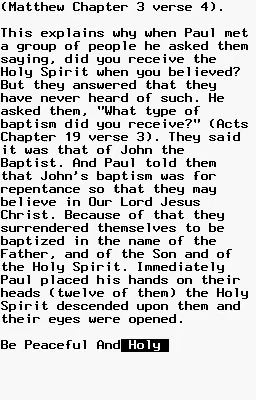 (Matthew Chapter 3 verse 4).
This explains why when Paul met
a group of people he asked them
saying, did you receive the
Holy Spirit when you believed?
But they answered that they
have never heard of such. He
asked them, "What type of
baptism did you receive?" (Acts
Chapter 19 verse 3). They said
it was that of John the
Baptist. And Paul told them
that John's baptism was for
repentance so that they may
believe in Our Lord Jesus
Christ. Because of that they
surrendered themselves to be
baptized in the name of the
Father, and of the Son and of
the Holy Spirit. Immediately
Paul placed his hands on their
heads (twelve of them) the Holy
Spirit descended upon them and
their eyes were opened.
Be Peaceful And Holy